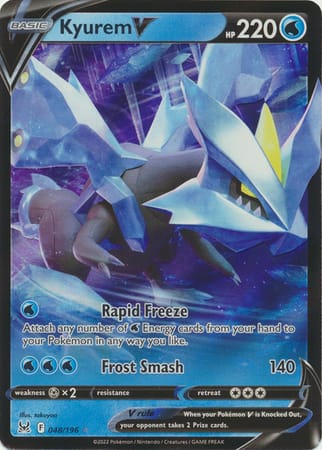 BASIC
Kyurem V
HP 220
Rapid Freeze
Attach any number of Energy cards from your hand to
your Pokémon in any way you like.
Frost Smash 140
weakness ×2 resistance retreat
Illus. takuyoa
F 048/196
V rule
When your Pokémon V is Knocked Out,
your opponent takes 2 Prize cards.
©2022 Pokémon / Nintendo / Creatures / GAME FREAK